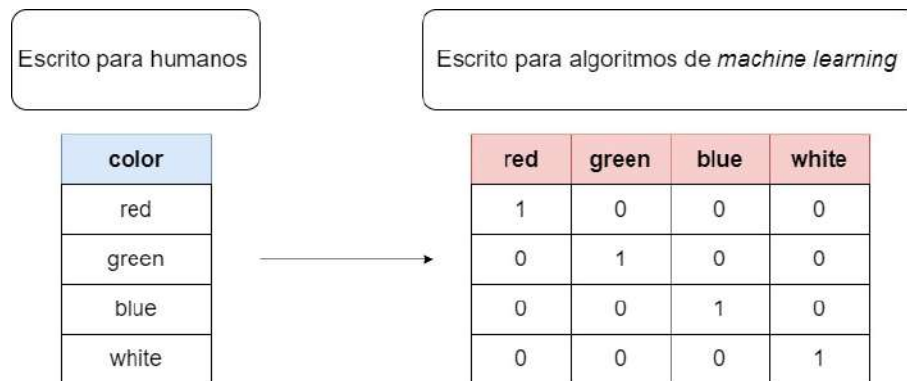 Escrito para humanos
Escrito para algoritmos de machine learning
color
red
green
blue
white
red green blue white
1 0 0 0
0 1 0 0
0 0 1 0
0 0 0 1